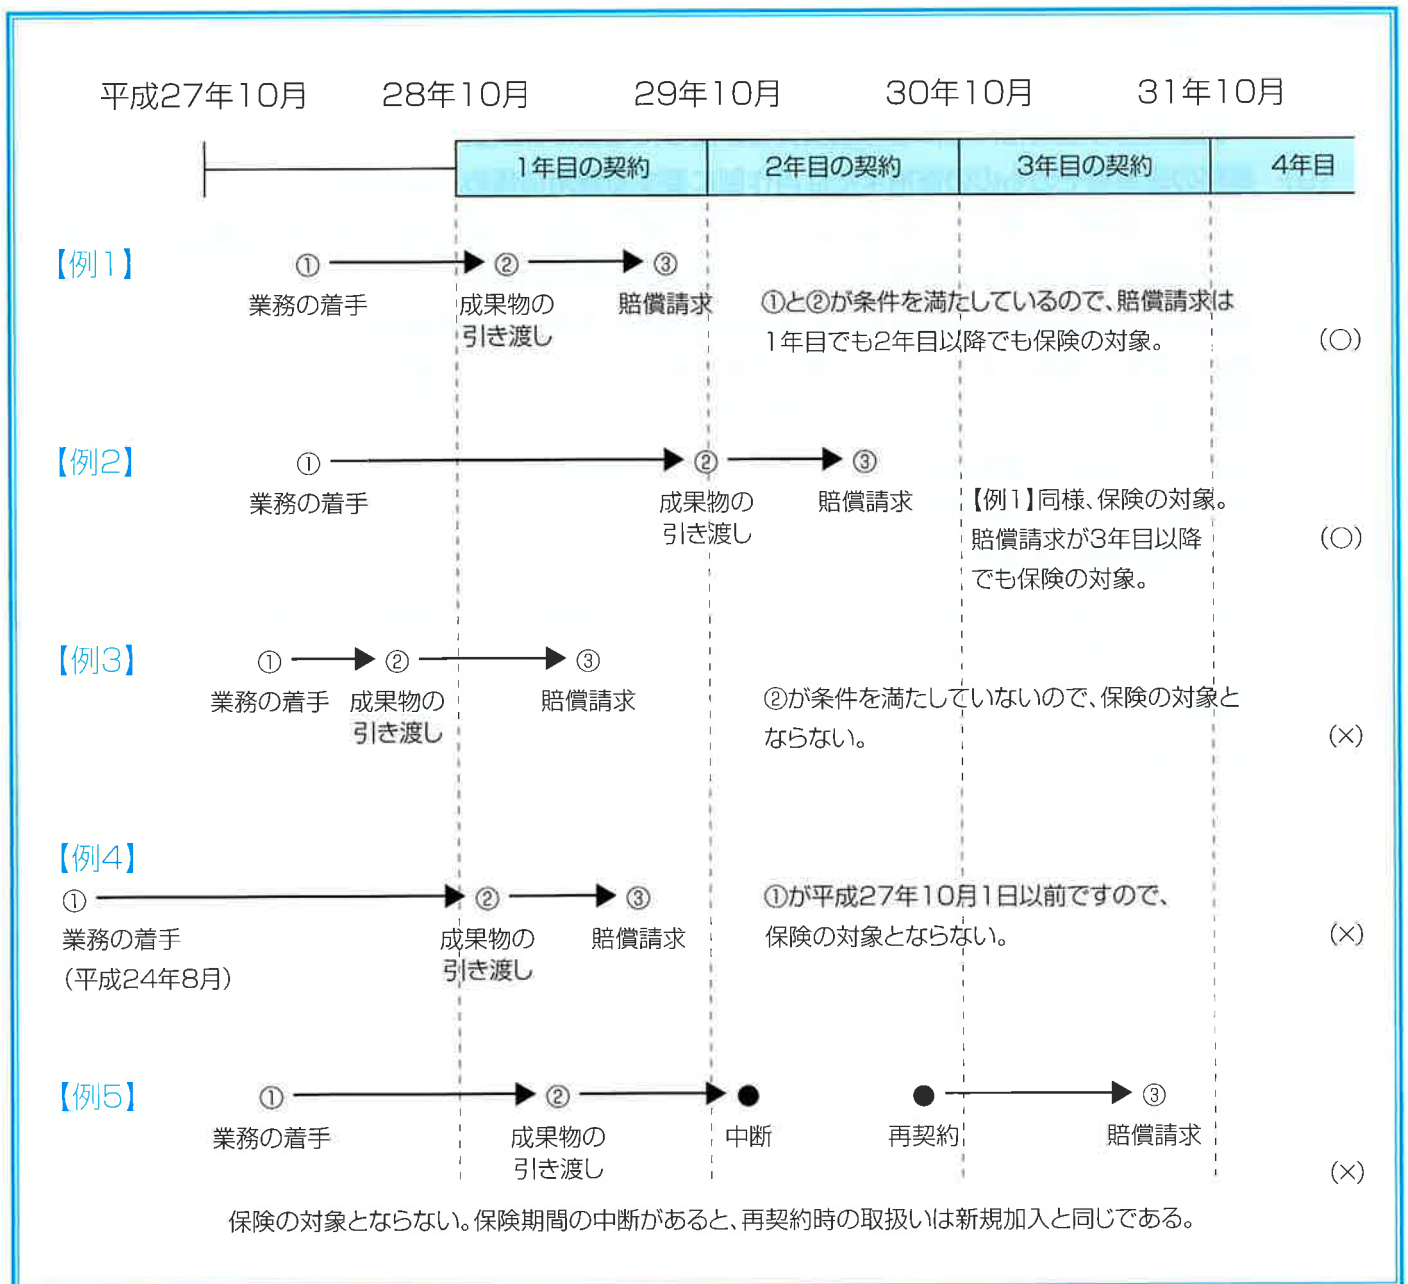 平成27年10月 28年10月 29年10月 30年10月 31年10月
1年目の契約 2年目の契約 3年目の契約 4年目
【例1】 ① ② ③
業務の着手 成果物の 賠償請求
引き渡し
①と②が条件を満たしているので、賠償請求は
1年目でも2年目以降でも保険の対象。 (○)
【例2】 ① ② ③
業務の着手 成果物の 賠償請求
引き渡し
【例1】同様、保険の対象。
賠償請求が3年目以降 (○)
でも保険の対象。
【例3】 ① ② ③
業務の着手 成果物の 賠償請求
引き渡し
②が条件を満たしていないので、保険の対象と
ならない。 (×)
【例4】
① ② ③
業務の着手 成果物の 賠償請求
(平成24年8月) 引き渡し
①が平成27年10月1日以前ですので、
保険の対象とならない。 (×)
【例5】 ① ② ● ● ③
業務の着手 成果物の 中断 再契約 賠償請求
引き渡し (×)
保険の対象とならない。保険期間の中断があると、再契約時の取扱いは新規加入と同じである。